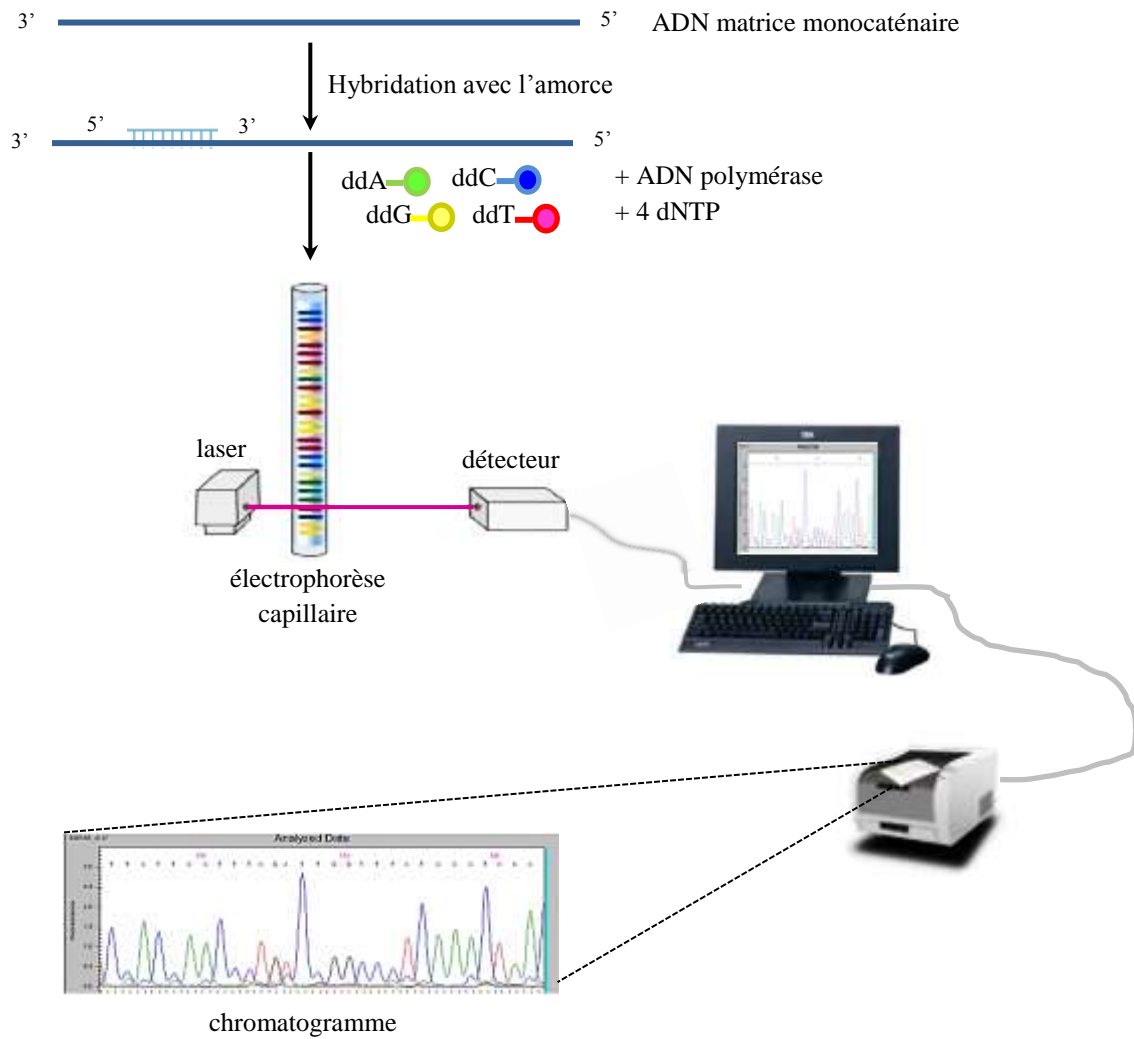 3’ 5’ ADN matrice monocaténaire
Hybridation avec l’amorce
5’ 3’
3’ 5’
ddA ddC + ADN polymérase
ddG ddT + 4 dNTP
laser
détecteur
électrophorèse
capillaire
Analyzed Data
chromatogramme